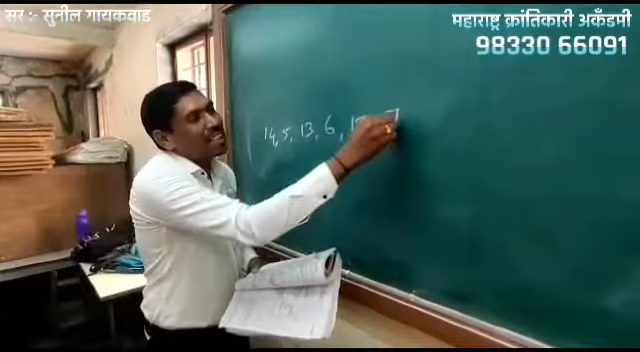 सर :- सुनील गायकवाड
महाराष्ट्र क्रांतिकारी अकॅडमी
98330 66091
14, 5, 13, 6,